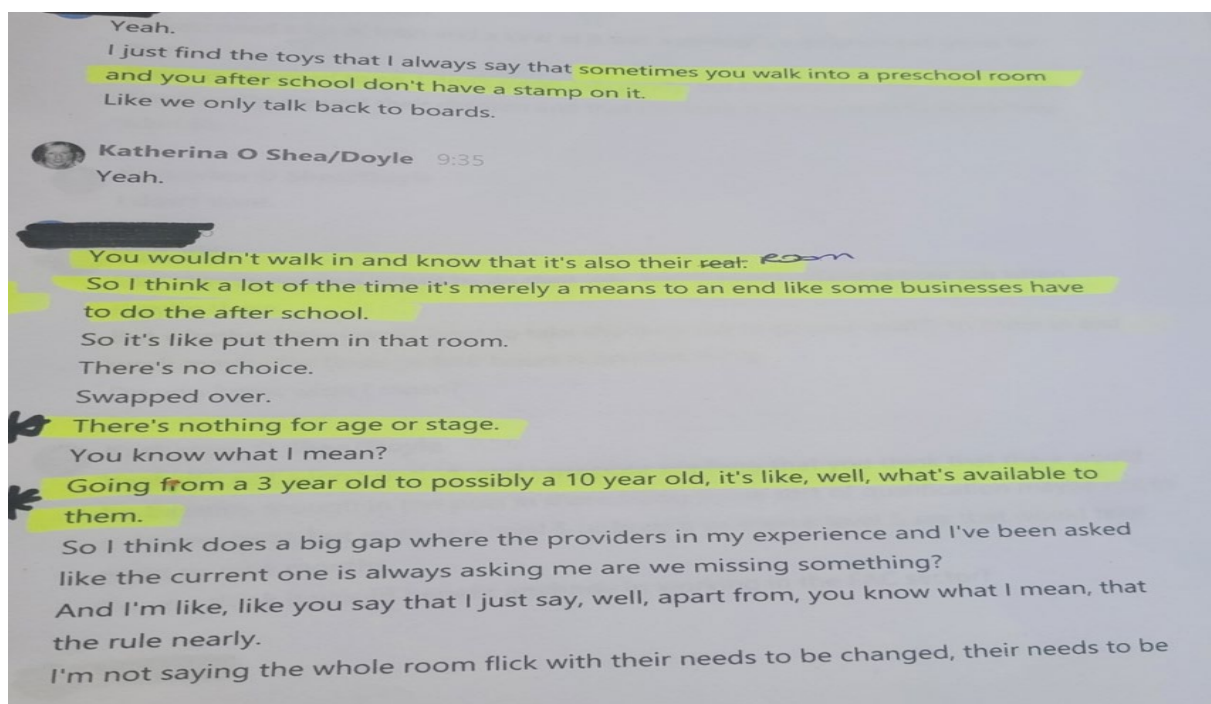 Yeah.
I just find the toys that I always say that sometimes you walk into a preschool room
and you after school don't have a stamp on it.
Like we only talk back to boards.
Katherina O Shea/Doyle 9:35
Yeah.
You wouldn't walk in and know that it's also their real. room
So I think a lot of the time it's merely a means to an end like some businesses have
to do the after school.
So it's like put them in that room.
There's no choice.
Swapped over.
There's nothing for age or stage.
You know what I mean?
Going from a 3 year old to possibly a 10 year old, it's like, well, what's available to
them.
So I think does a big gap where the providers in my experience and I've been asked
like the current one is always asking me are we missing something?
And I'm like, like you say that I just say, well, apart from, you know what I mean, that
the rule nearly.
I'm not saying the whole room flick with their needs to be changed, their needs to be